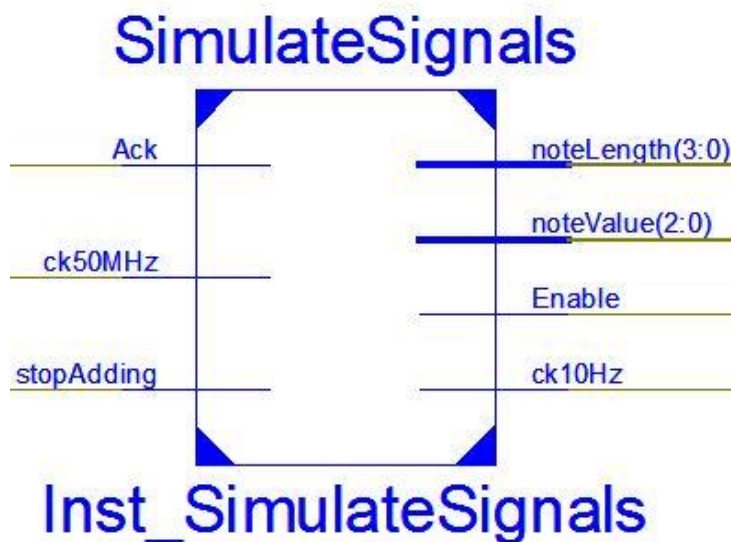 SimulateSignals
Ack
noteLength(3:0)
noteValue(2:0)
ck50MHz
Enable
stopAdding
ck10Hz
Inst_SimulateSignals